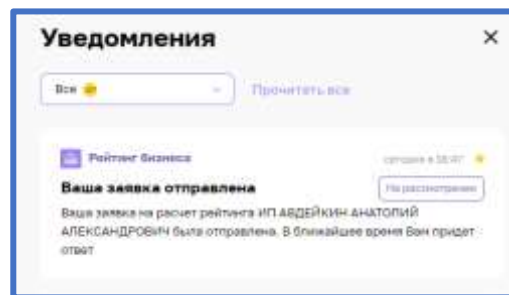 Уведомления
Все
Прочитать все
Рейтинг бизнеса
сегодня в
Ваша заявка отправлена
На рассмотрении
Ваша заявка на расчет рейтинга ИП АВДЕЙКИН АНАТОЛИЙ
АЛЕКСАНДРОВИЧ была отправлена. В ближайшее время Вам придет
ответ